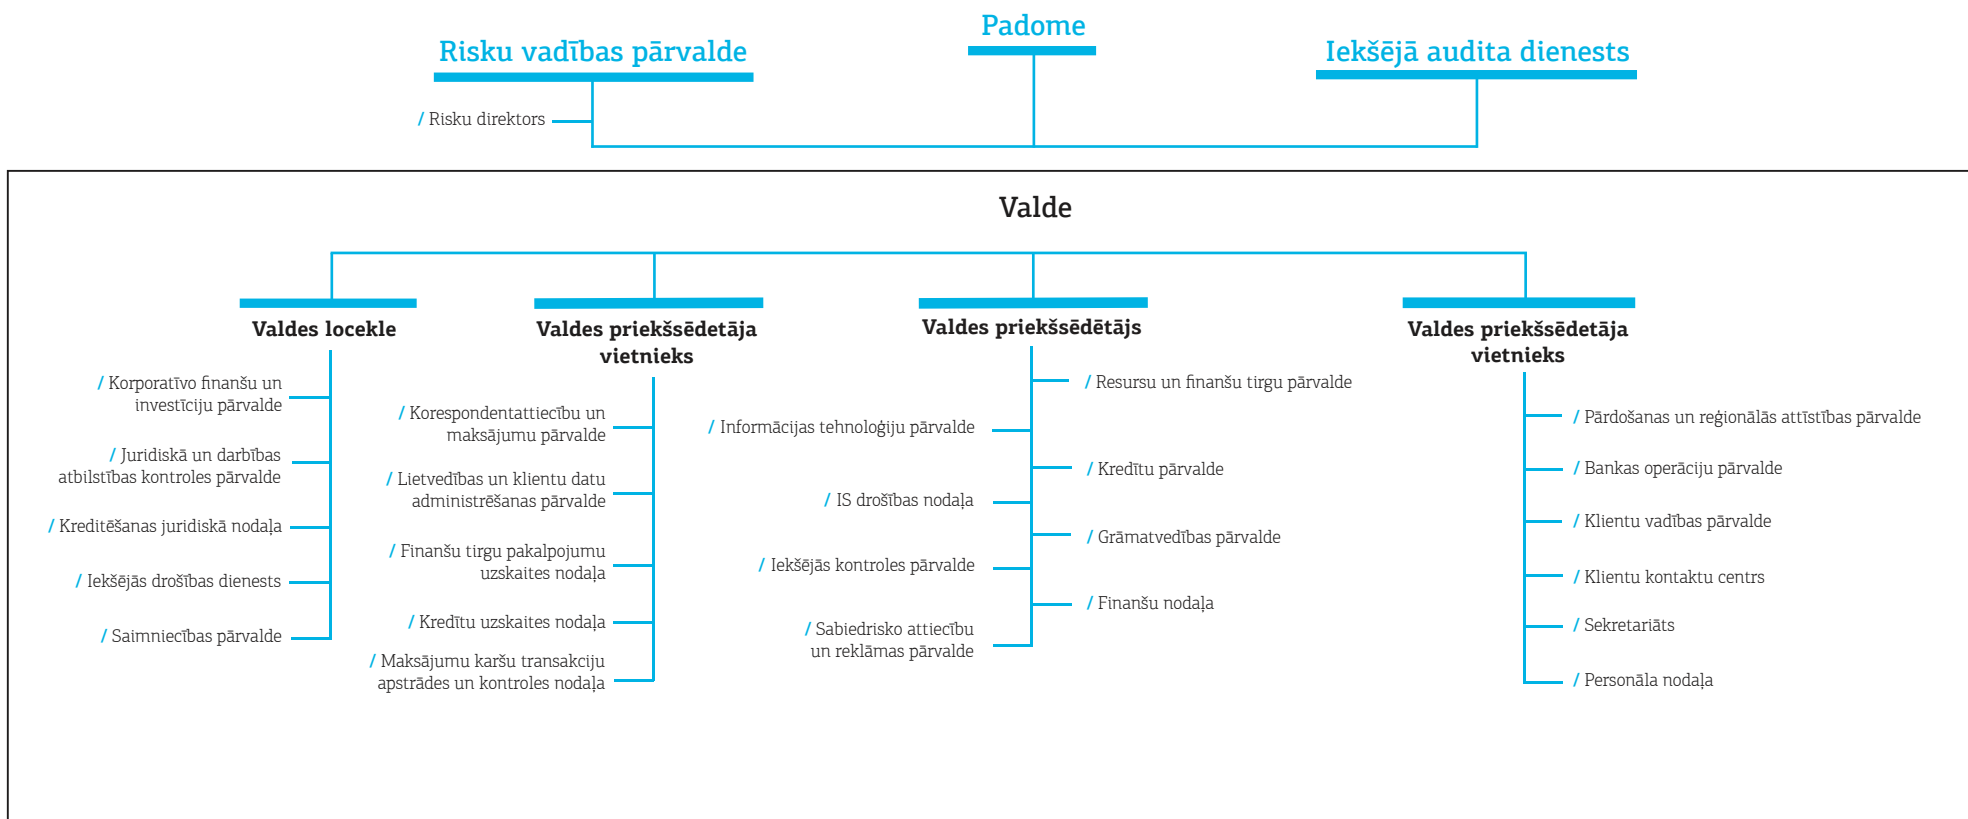 Padome
Risku vadības pārvalde
Iekšējā audita dienests
/ Risku direktors
Valde
Valdes locekle
/ Korporatīvo finanšu un
investīciju pārvalde
/ Juridiskā un darbības
atbilstības kontroles pārvalde
/ Kreditēšanas juridiskā nodaļa
/ Iekšējās drošības dienests
/ Saimniecības pārvalde
Valdes priekšsēdetāja
vietnieks
/ Korespondentattiecību un
maksājumu pārvalde
/ Lietvedības un klientu datu
administrēšanas pārvalde
/ Finanšu tirgu pakalpojumu
uzskaites nodaļa
/ Kredītu uzskaites nodaļa
/ Maksājumu karšu transakciju
apstrādes un kontroles nodaļa
Valdes priekšsēdētājs
/ Resursu un finanšu tirgu pārvalde
/ Informācijas tehnoloģiju pārvalde
/ Kredītu pārvalde
/ IS drošības nodaļa
/ Grāmatvedības pārvalde
/ Iekšējās kontroles pārvalde
/ Finanšu nodaļa
/ Sabiedrisko attiecību
un reklāmas pārvalde
Valdes priekšsēdetāja
vietnieks
/ Pārdošanas un reģionālās attīstības pārvalde
/ Bankas operāciju pārvalde
/ Klientu vadības pārvalde
/ Klientu kontaktu centrs
/ Sekretariāts
/ Personāla nodaļa